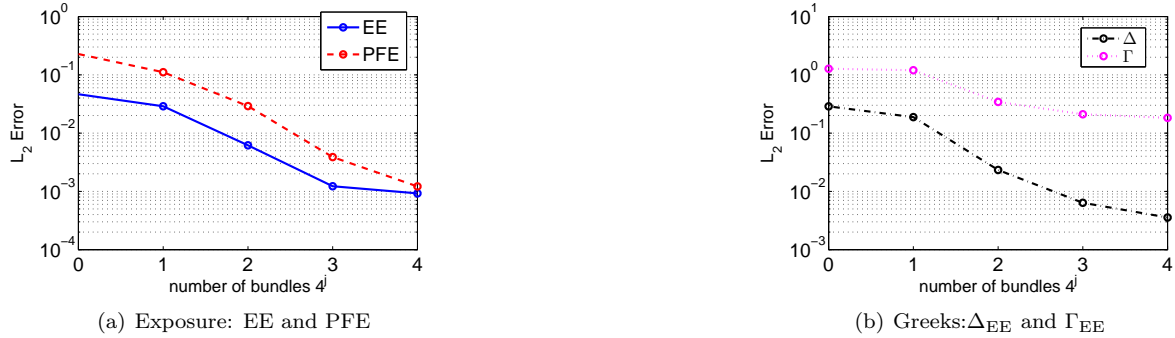 10^0
10^-1
10^-2
10^-3
10^-4
L_2 Error
0 1 2 3 4
number of bundles 4^j
EE
PFE
(a) Exposure: EE and PFE
10^1
10^0
10^-1
10^-2
10^-3
L_2 Error
0 1 2 3 4
number of bundles 4^j
Δ
Γ
(b) Greeks:Δ_EE and Γ_EE